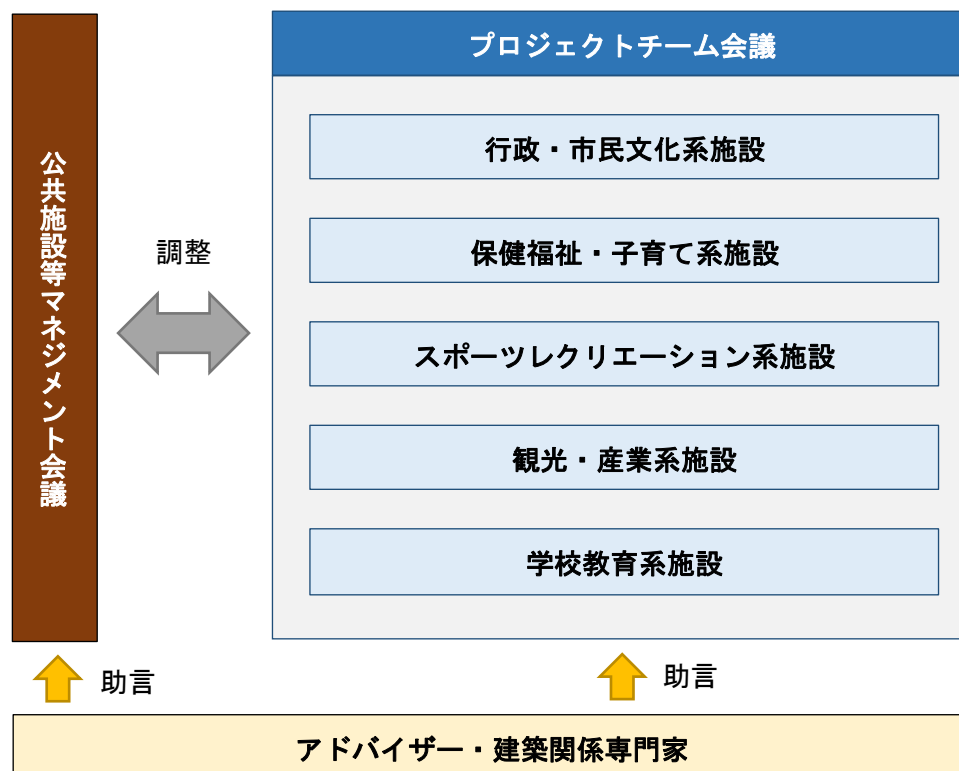 プロジェクトチーム会議
行政・市民文化系施設
保健福祉・子育て系施設
スポーツレクリエーション系施設
観光・産業系施設
学校教育系施設
公共施設等マネジメント会議
調整
助言
助言
アドバイザー・建築関係専門家